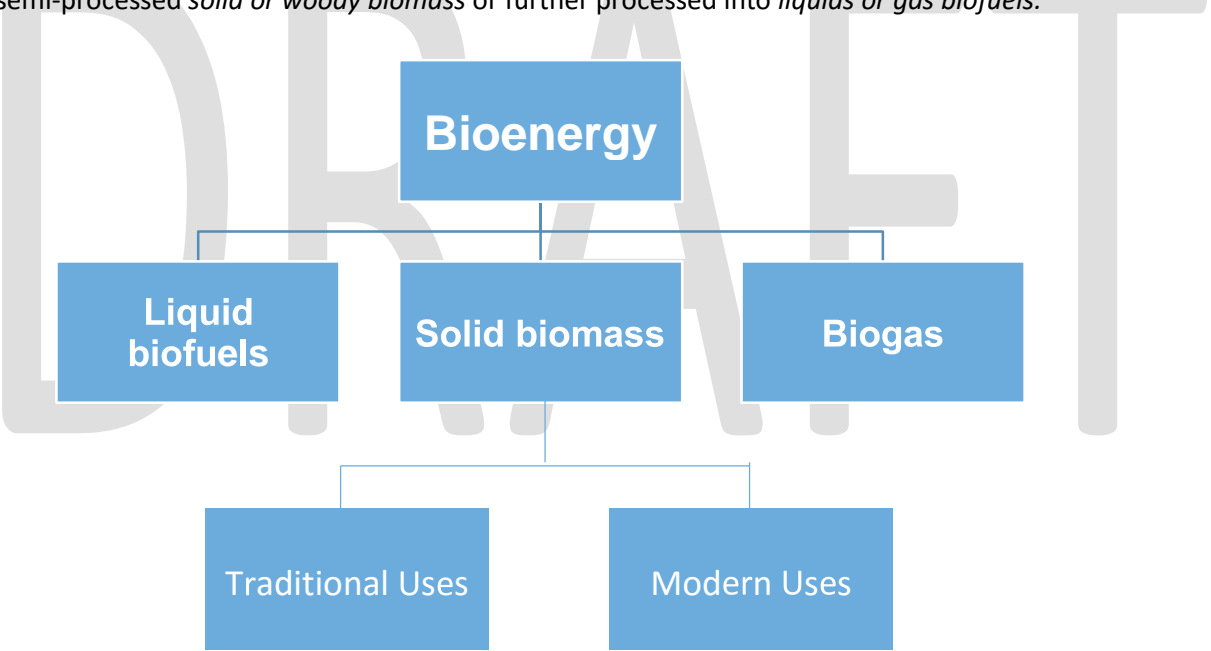 semi-processed solid or woody biomass or further processed into liquids or gas biofuels.
DRAFT
Bioenergy
Liquid
biofuels
Solid biomass
Biogas
Traditional Uses
Modern Uses